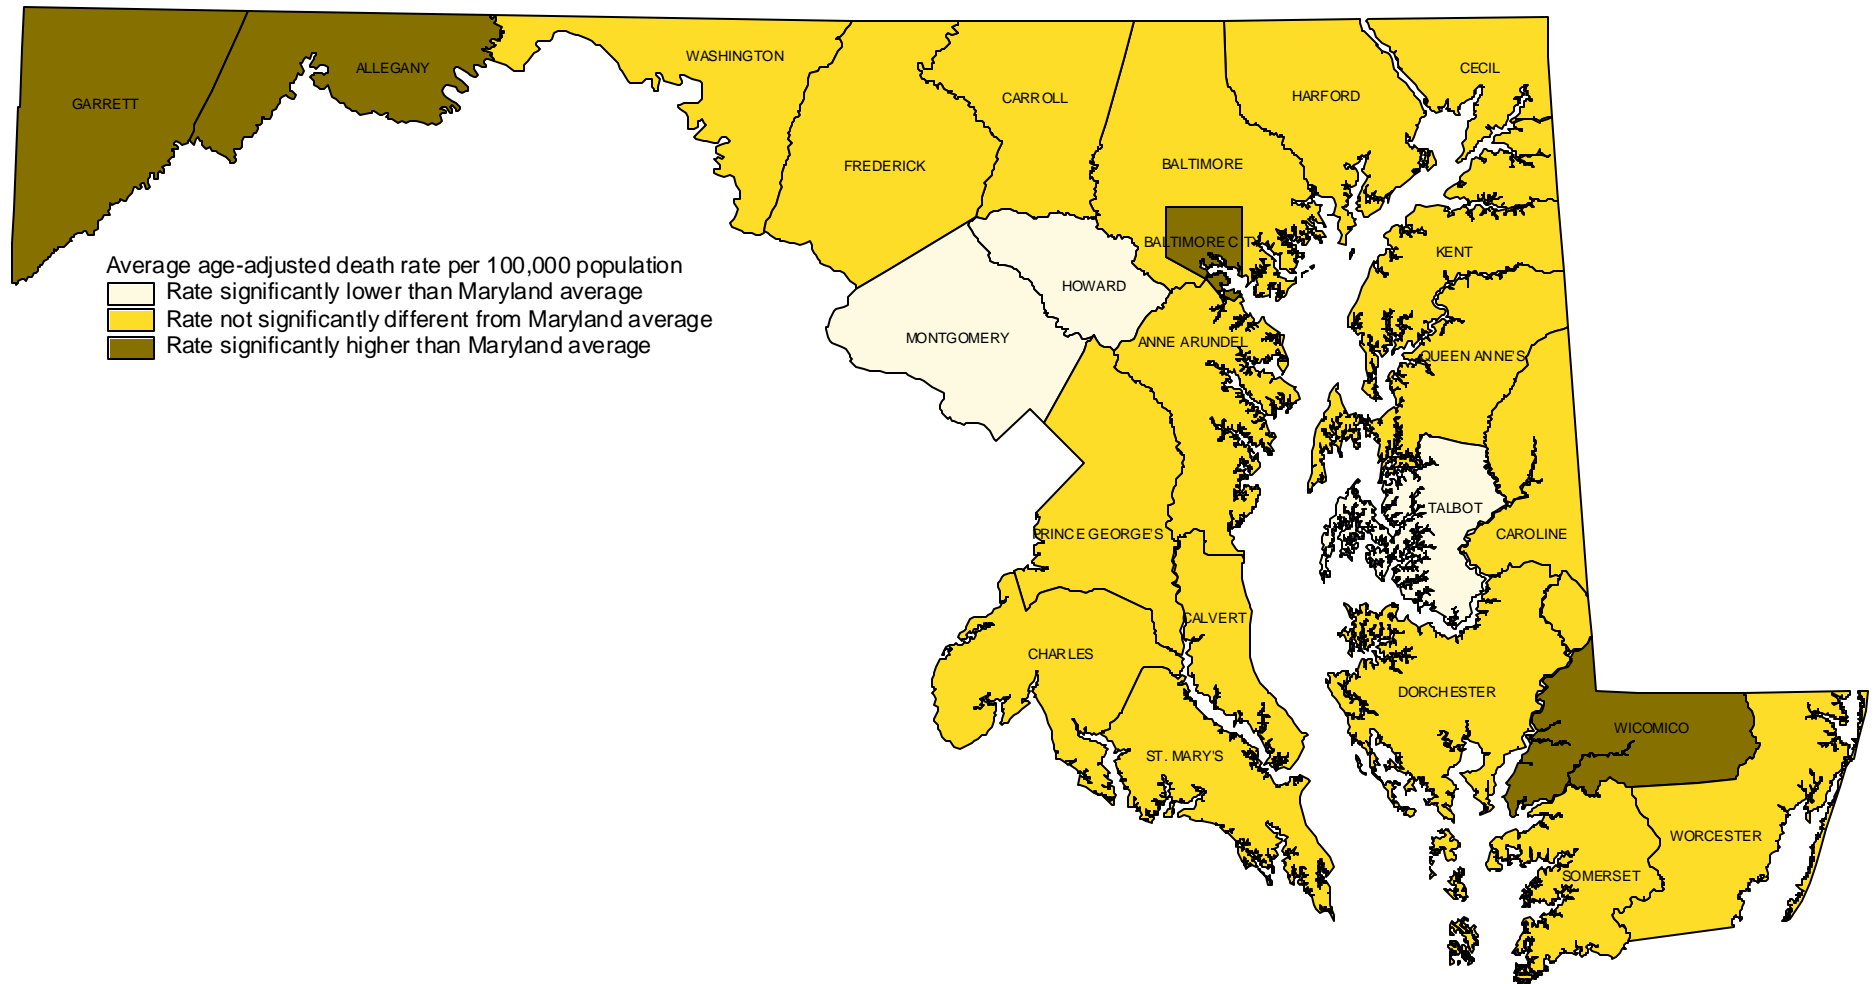 WASHINGTON
ALLEGANY
CECIL
GARRETT
CARROLL
HARFORD
FREDERICK
BALTIMORE
BALTIMORE CITY
KENT
Average age-adjusted death rate per 100,000 population
Rate significantly lower than Maryland average
Rate not significantly different from Maryland average
Rate significantly higher than Maryland average
HOWARD
MONTGOMERY
ANNE ARUNDEL
QUEEN ANNE'S
TALBOT
PRINCE GEORGE'S
CAROLINE
CALVERT
CHARLES
DORCHESTER
WICOMICO
ST. MARY'S
WORCESTER
SOMERSET